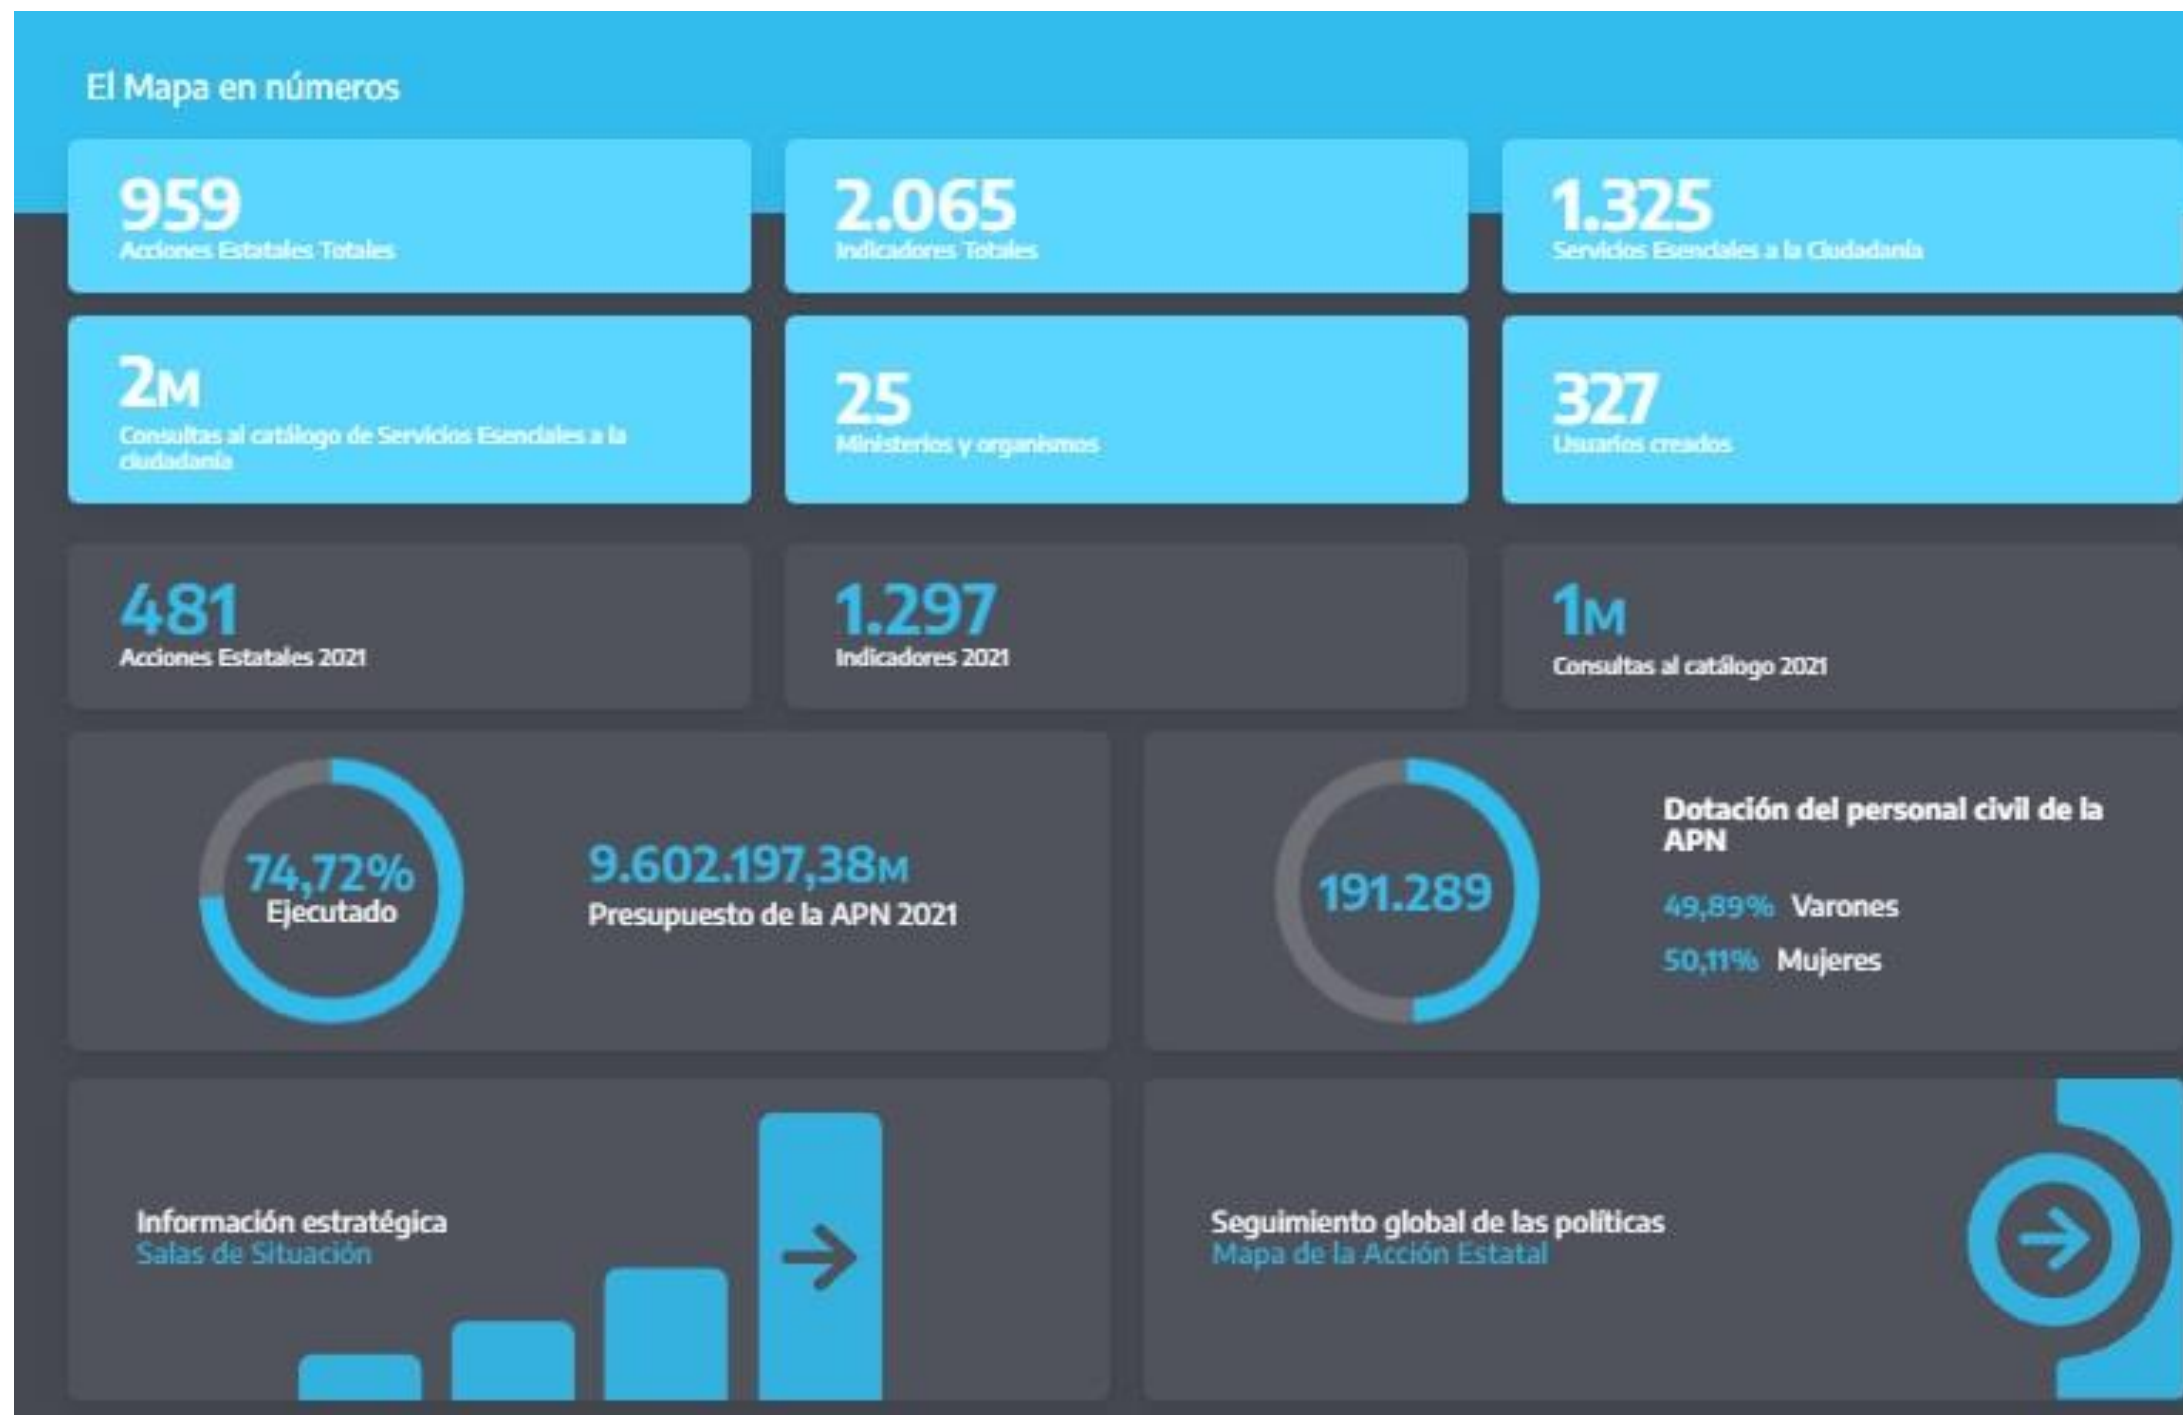 El Mapa en números
959
Acciones Estatales Totales
2.065
Indicadores Totales
1.325
Servicios Esenciales a la Ciudadanía
2M
Consultas al catálogo de Servicios Esenciales a la
ciudadanía
25
Ministerios y organismos
327
Usuarios creados
481
Acciones Estatales 2021
1.297
Indicadores 2021
1M
Consultas al catálogo 2021
74,72%
Ejecutado
9.602.197,38M
Presupuesto de la APN 2021
191.289
Dotación del personal civil de la
APN
49,89% Varones
50,11% Mujeres
Información estratégica
Salas de Situación
Seguimiento global de las políticas
Mapa de la Acción Estatal